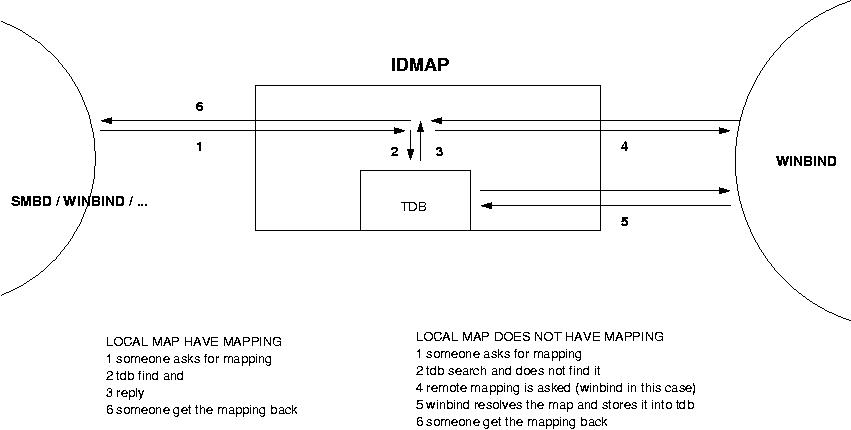 IDMAP
6
1
2
3
4
WINBIND
SMBD / WINBIND / ...
TDB
5
LOCAL MAP HAVE MAPPING
1 someone asks for mapping
2 tdb find and
3 reply
6 someone get the mapping back
LOCAL MAP DOES NOT HAVE MAPPING
1 someone asks for mapping
2 tdb search and does not find it
4 remote mapping is asked (winbind in this case)
5 winbind resolves the map and stores it into tdb
6 someone get the mapping back